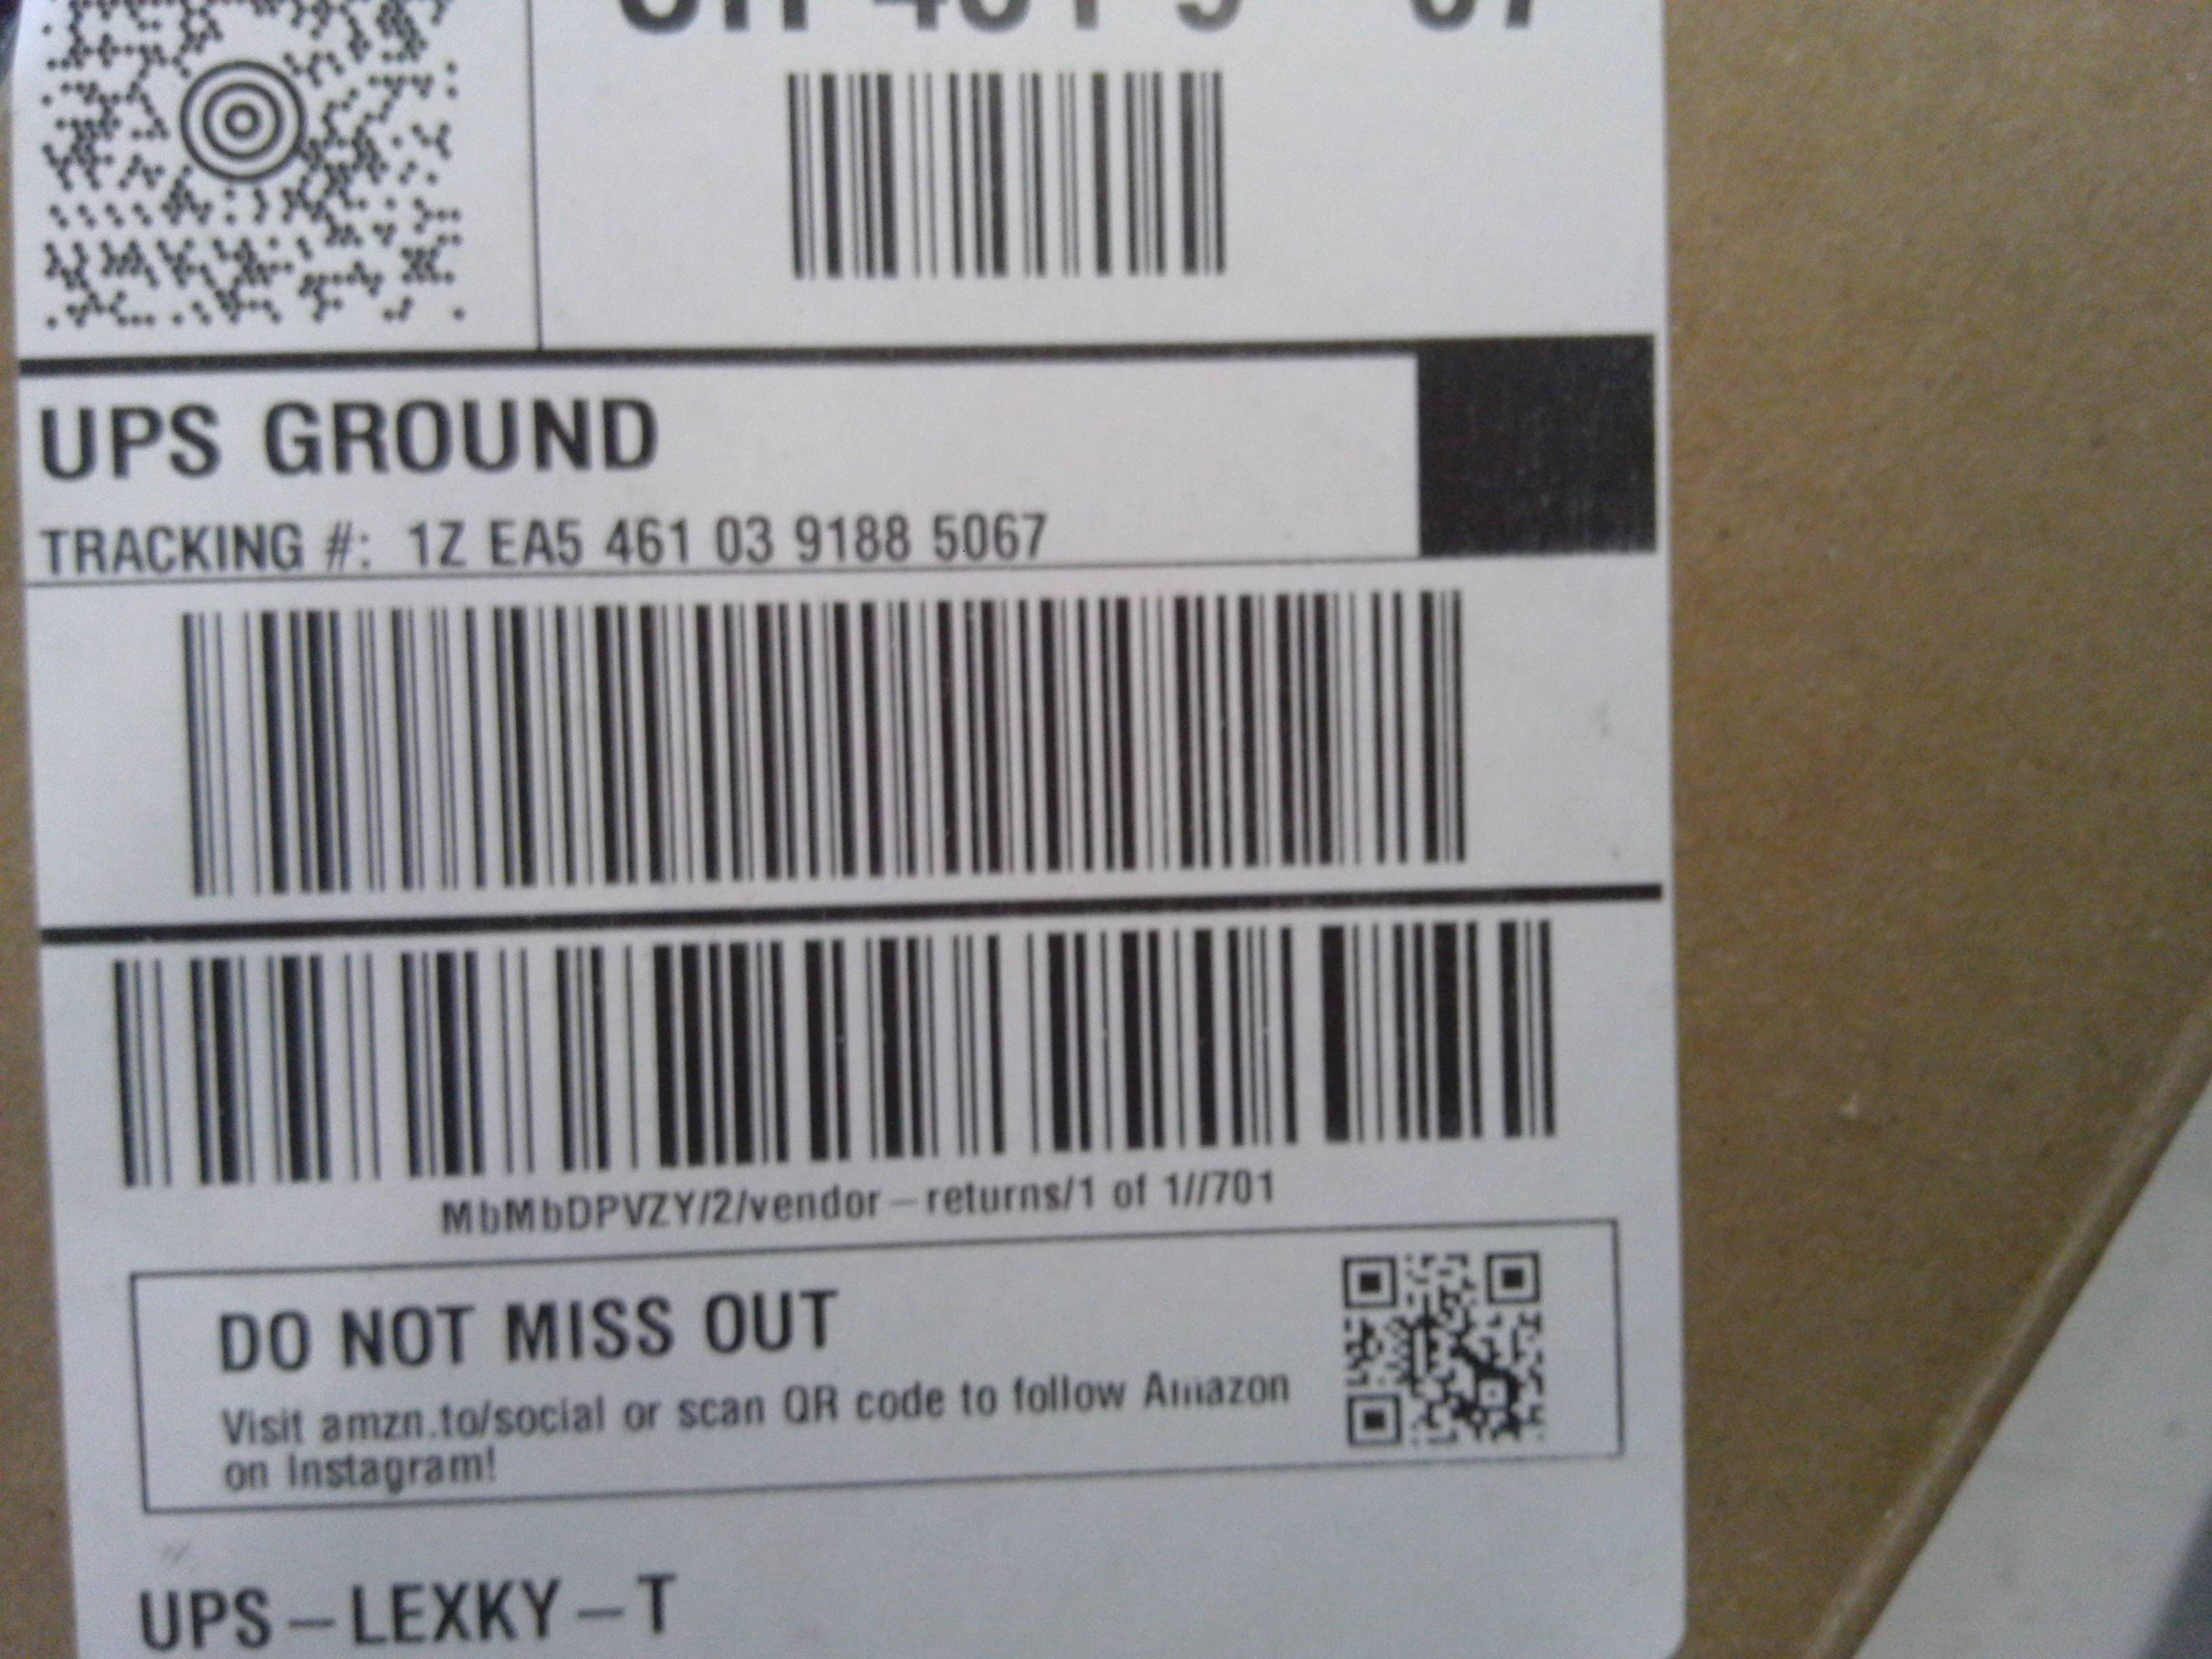 UPS GROUND
TRACKING #: 1Z EA5 461 03 9188 5067
MbMbDPVZY/2/vendor-returns/1 of 1//701
DO NOT MISS OUT
Visit amzn.to/social or scan QR code to follow Amazon
on Instagram!
UPS-LEXKY-T